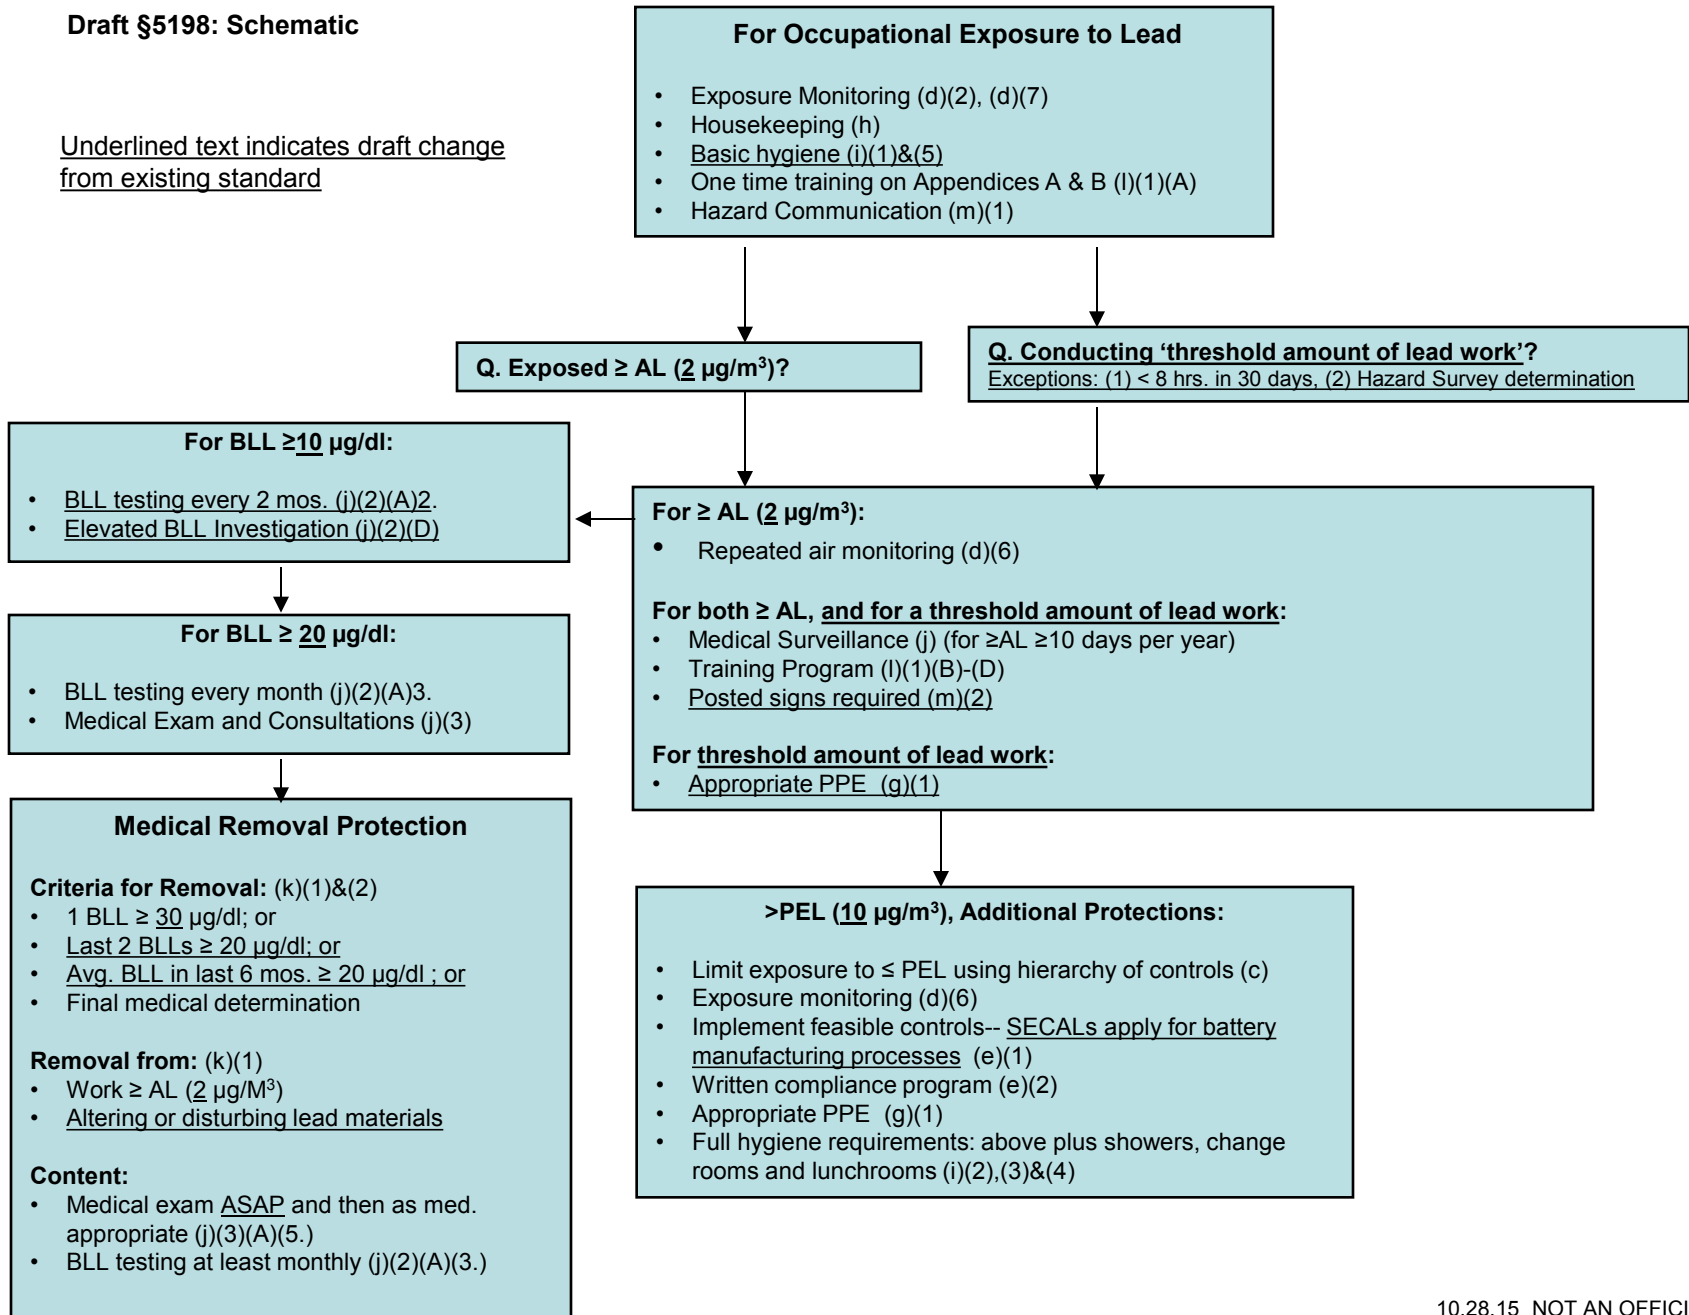 Draft §5198: Schematic
Underlined text indicates draft change
from existing standard
For Occupational Exposure to Lead
• Exposure Monitoring (d)(2), (d)(7)
• Housekeeping (h)
• Basic hygiene (i)(1)&(5)
• One time training on Appendices A & B (l)(1)(A)
• Hazard Communication (m)(1)
Q. Exposed ≥ AL (2 µg/m³)?
Q. Conducting ‘threshold amount of lead work’?
Exceptions: (1) < 8 hrs. in 30 days, (2) Hazard Survey determination
For BLL ≥10 µg/dl:
• BLL testing every 2 mos. (j)(2)(A)2.
• Elevated BLL Investigation (j)(2)(D)
For ≥ AL (2 µg/m³):
• Repeated air monitoring (d)(6)
For both ≥ AL, and for a threshold amount of lead work:
• Medical Surveillance (j) (for ≥AL ≥10 days per year)
• Training Program (l)(1)(B)-(D)
• Posted signs required (m)(2)
For threshold amount of lead work:
• Appropriate PPE (g)(1)
For BLL ≥ 20 µg/dl:
• BLL testing every month (j)(2)(A)3.
• Medical Exam and Consultations (j)(3)
Medical Removal Protection
Criteria for Removal: (k)(1)&(2)
• 1 BLL ≥ 30 µg/dl; or
• Last 2 BLLs ≥ 20 µg/dl; or
• Avg. BLL in last 6 mos. ≥ 20 µg/dl ; or
• Final medical determination
Removal from: (k)(1)
• Work ≥ AL (2 µg/M³)
• Altering or disturbing lead materials
Content:
• Medical exam ASAP and then as med.
appropriate (j)(3)(A)(5.)
• BLL testing at least monthly (j)(2)(A)(3.)
>PEL (10 µg/m³), Additional Protections:
• Limit exposure to ≤ PEL using hierarchy of controls (c)
• Exposure monitoring (d)(6)
• Implement feasible controls-- SECALs apply for battery
manufacturing processes (e)(1)
• Written compliance program (e)(2)
• Appropriate PPE (g)(1)
• Full hygiene requirements: above plus showers, change
rooms and lunchrooms (i)(2),(3)&(4)
10.28.15 NOT AN OFFICI